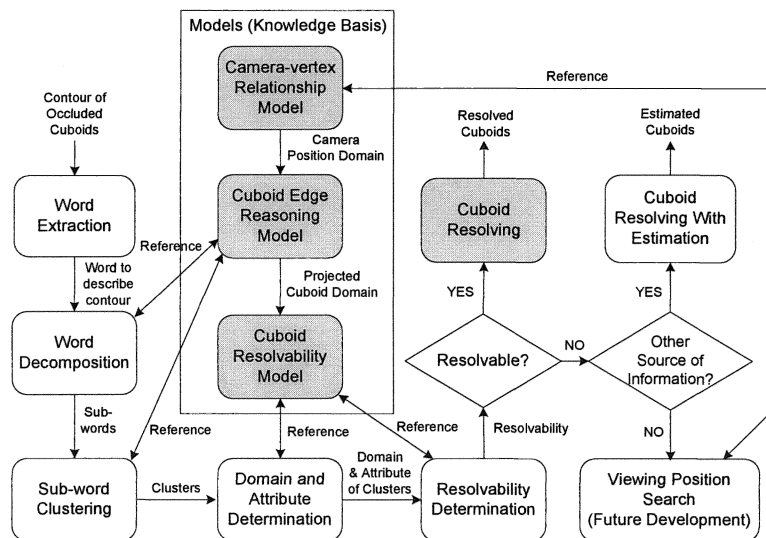 Models (Knowledge Basis)
Camera-vertex
Relationship
Model
Reference
Contour of
Occluded
Cuboids
Camera
Position Domain
Resolved
Cuboids
Estimated
Cuboids
Word
Extraction
Cuboid Edge
Reasoning
Model
Cuboid
Resolving
Cuboid
Resolving With
Estimation
Reference
Word to
describe
contour
Projected
Cuboid Domain
YES
YES
Word
Decomposition
Cuboid
Resolvability
Model
Resolvable?
NO
Other
Source of
Information?
Sub-
words
Reference
Reference
Reference
Resolvability
NO
Sub-word
Clustering
Clusters
Domain and
Attribute
Determination
Domain
& Attribute
of Clusters
Resolvability
Determination
Viewing Position
Search
(Future Development)